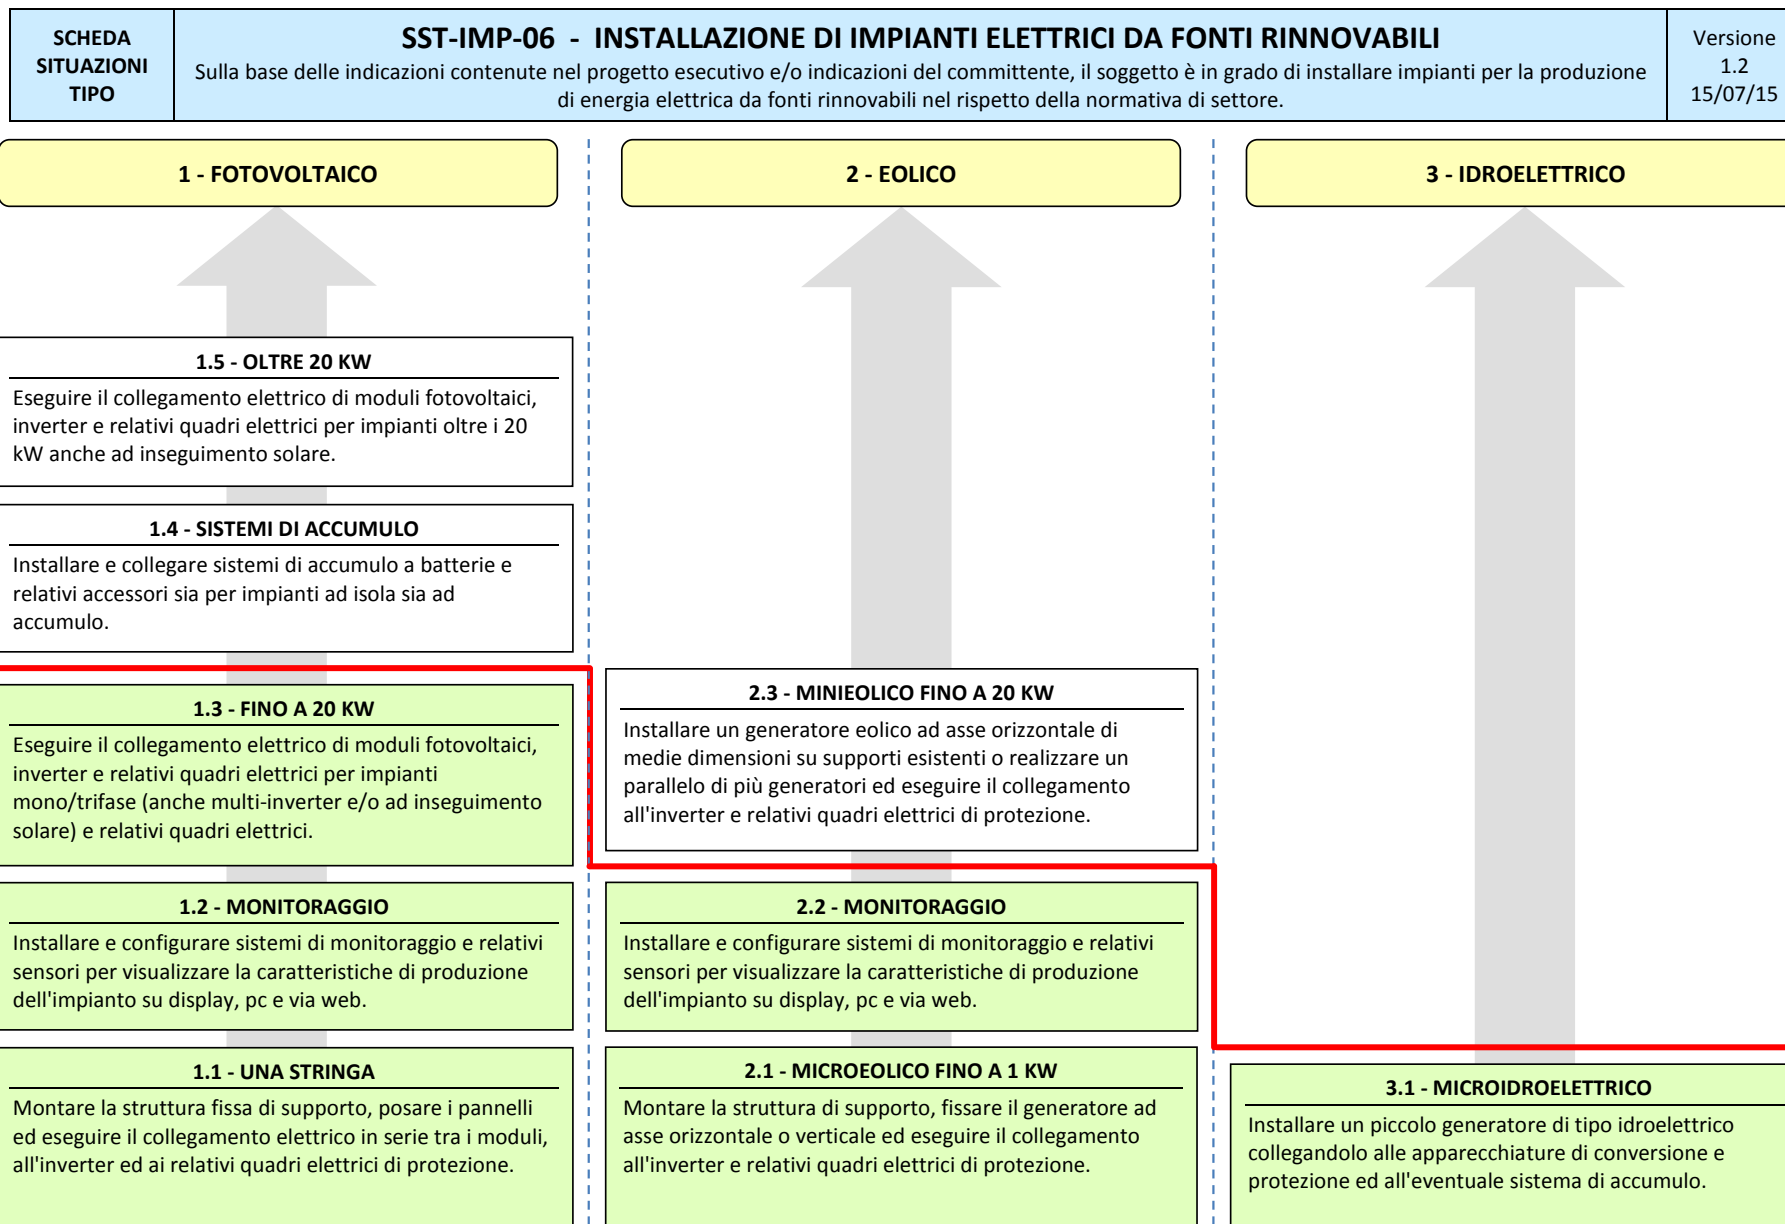 SCHEDA
SITUAZIONI
TIPO
SST-IMP-06 - INSTALLAZIONE DI IMPIANTI ELETTRICI DA FONTI RINNOVABILI
Sulla base delle indicazioni contenute nel progetto esecutivo e/o indicazioni del committente, il soggetto è in grado di installare impianti per la produzione
di energia elettrica da fonti rinnovabili nel rispetto della normativa di settore.
Versione
1.2
15/07/15
1 - FOTOVOLTAICO
1.5 - OLTRE 20 KW
Eseguire il collegamento elettrico di moduli fotovoltaici,
inverter e relativi quadri elettrici per impianti oltre i 20
kW anche ad inseguimento solare.
1.4 - SISTEMI DI ACCUMULO
Installare e collegare sistemi di accumulo a batterie e
relativi accessori sia per impianti ad isola sia ad
accumulo.
1.3 - FINO A 20 KW
Eseguire il collegamento elettrico di moduli fotovoltaici,
inverter e relativi quadri elettrici per impianti
mono/trifase (anche multi-inverter e/o ad inseguimento
solare) e relativi quadri elettrici.
1.2 - MONITORAGGIO
Installare e configurare sistemi di monitoraggio e relativi
sensori per visualizzare la caratteristiche di produzione
dell'impianto su display, pc e via web.
1.1 - UNA STRINGA
Montare la struttura fissa di supporto, posare i pannelli
ed eseguire il collegamento elettrico in serie tra i moduli,
all'inverter ed ai relativi quadri elettrici di protezione.
2 - EOLICO
2.3 - MINIEOLICO FINO A 20 KW
Installare un generatore eolico ad asse orizzontale di
medie dimensioni su supporti esistenti o realizzare un
parallelo di più generatori ed eseguire il collegamento
all'inverter e relativi quadri elettrici di protezione.
2.2 - MONITORAGGIO
Installare e configurare sistemi di monitoraggio e relativi
sensori per visualizzare la caratteristiche di produzione
dell'impianto su display, pc e via web.
2.1 - MICROEOLICO FINO A 1 KW
Montare la struttura di supporto, fissare il generatore ad
asse orizzontale o verticale ed eseguire il collegamento
all'inverter e relativi quadri elettrici di protezione.
3 - IDROELETTRICO
3.1 - MICROIDROELETTRICO
Installare un piccolo generatore di tipo idroelettrico
collegandolo alle apparecchiature di conversione e
protezione ed all'eventuale sistema di accumulo.